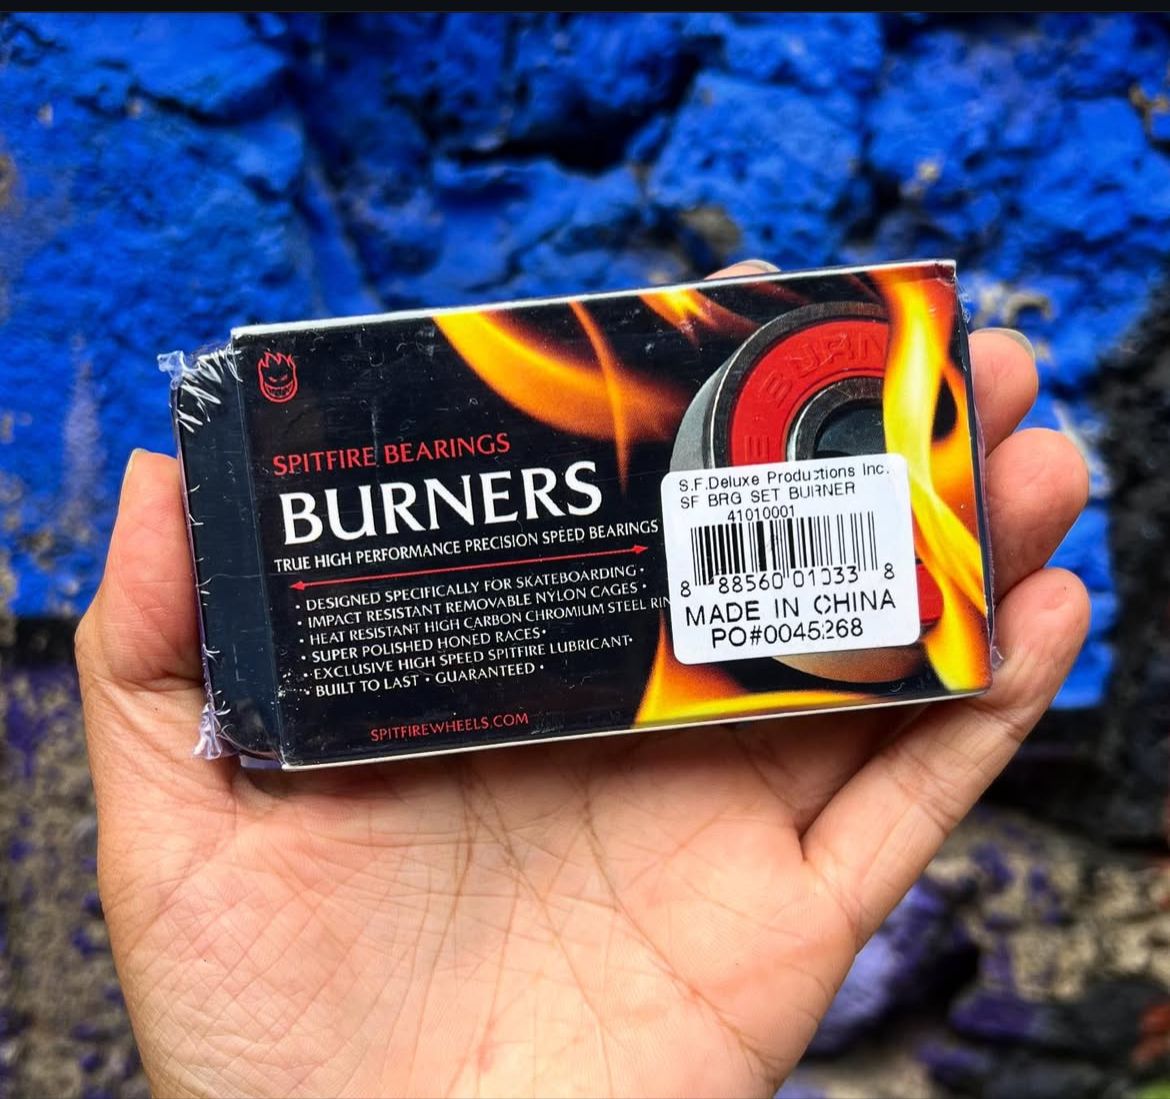 SPITFIRE BEARINGS
BURNERS
TRUE HIGH PERFORMANCE PRECISION SPEED BEARINGS
• DESIGNED SPECIFICALLY FOR SKATEBOARDING •
• IMPACT RESISTANT REMOVABLE NYLON CAGES •
• HEAT RESISTANT HIGH CARBON CHROMIUM STEEL RIN
• SUPER POLISHED HONED RACES •
• EXCLUSIVE HIGH SPEED SPITFIRE LUBRICANT •
• BUILT TO LAST • GUARANTEED •
SPITFIREWHEELS.COM
BURN
S.F.Deluxe Productions Inc.
SF BRG SET BURNER
41010001
8 88560 01033 8
MADE IN CHINA
PO#0045268